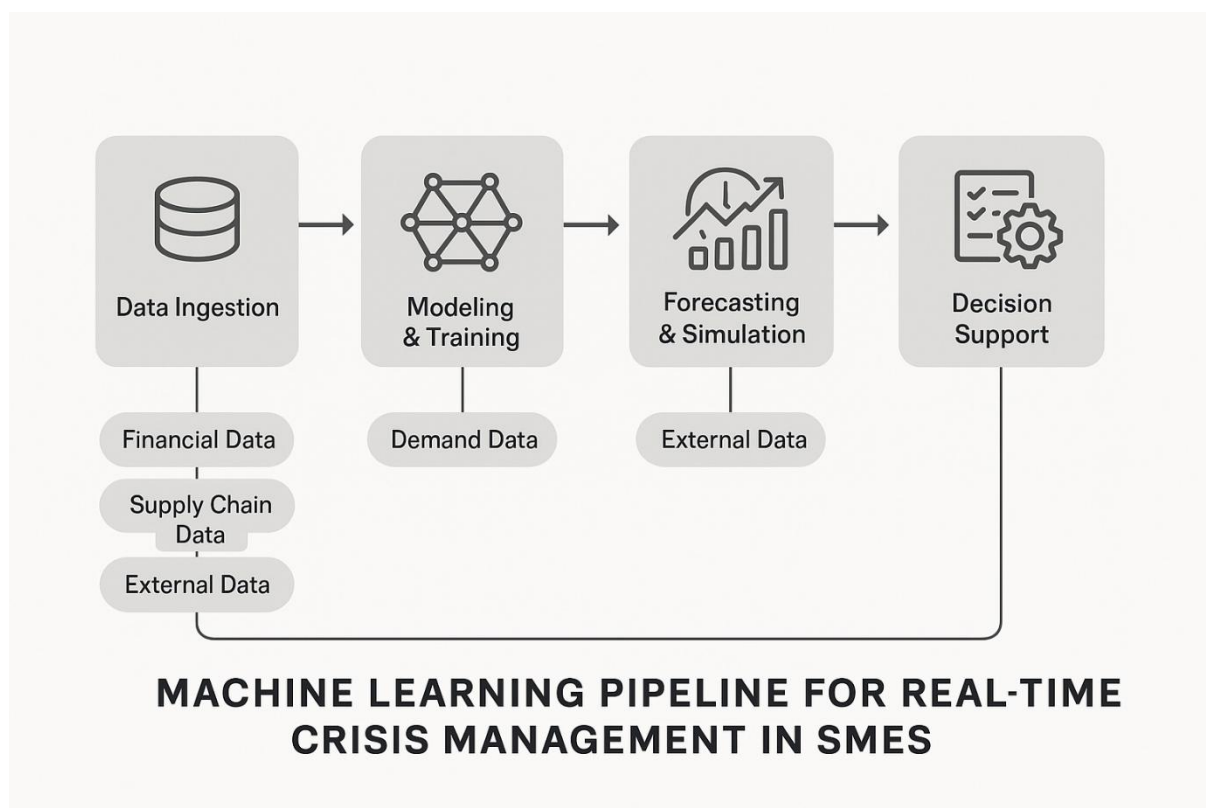 Data Ingestion
Modeling
& Training
Forecasting
& Simulation
Decision
Support
Financial Data
Demand Data
External Data
Supply Chain
Data
External Data
MACHINE LEARNING PIPELINE FOR REAL-TIME
CRISIS MANAGEMENT IN SMES